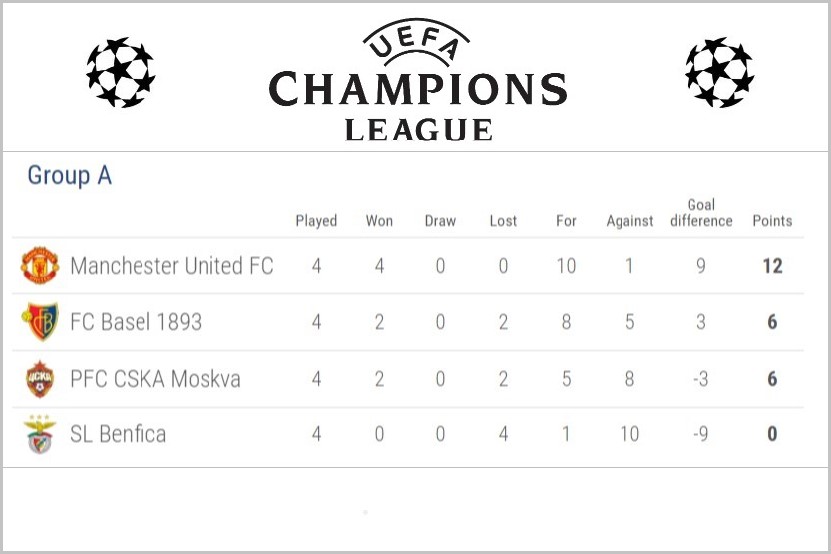 UEFA
CHAMPIONS
LEAGUE
Group A
Played Won Draw Lost For Against Goal difference Points
Manchester United FC 4 4 0 0 10 1 9 12
FC Basel 1893 4 2 0 2 8 5 3 6
PFC CSKA Moskva 4 2 0 2 5 8 -3 6
SL Benfica 4 0 0 4 1 10 -9 0